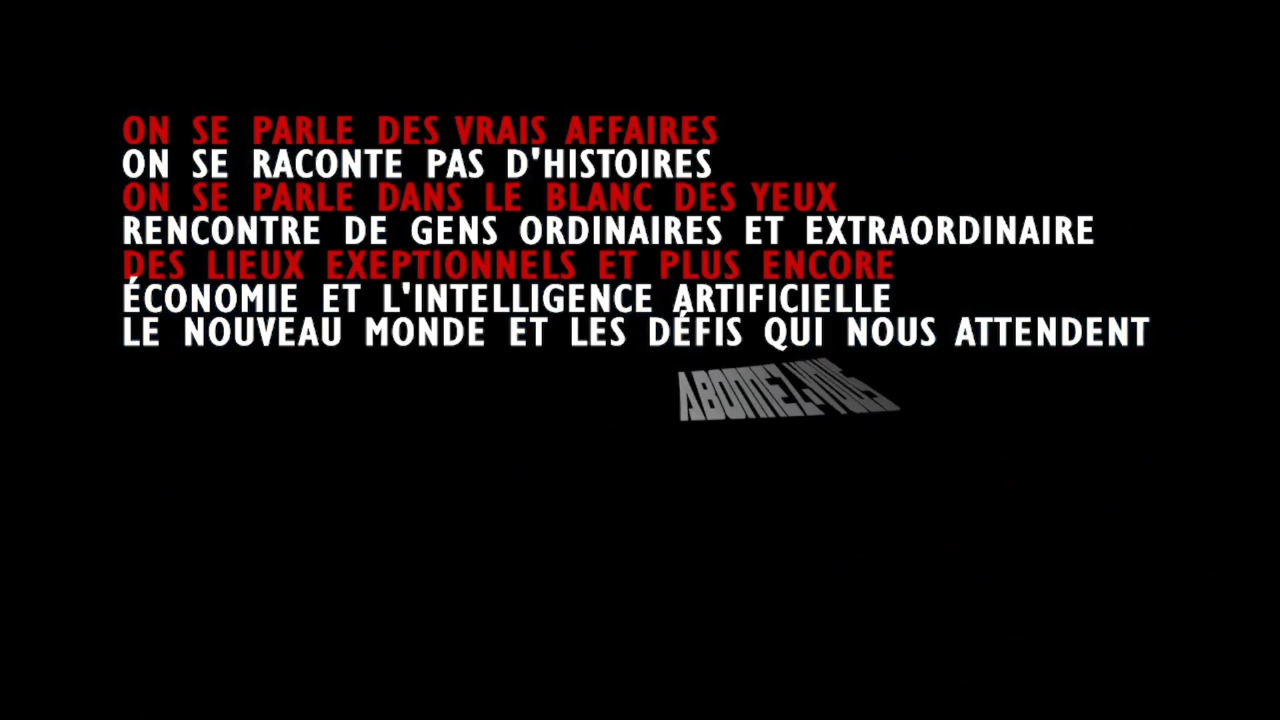 ON SE PARLE DES VRAIS AFFAIRES
ON SE RACONTE PAS D'HISTOIRES
ON SE PARLE DANS LE BLANC DES YEUX
RENCONTRE DE GENS ORDINAIRES ET EXTRAORDINAIRE
DES LIEUX EXEPTIONNELS ET PLUS ENCORE
ÉCONOMIE ET L'INTELLIGENCE ARTIFICIELLE
LE NOUVEAU MONDE ET LES DÉFIS QUI NOUS ATTENDENT
ABONNEZ-VOUS